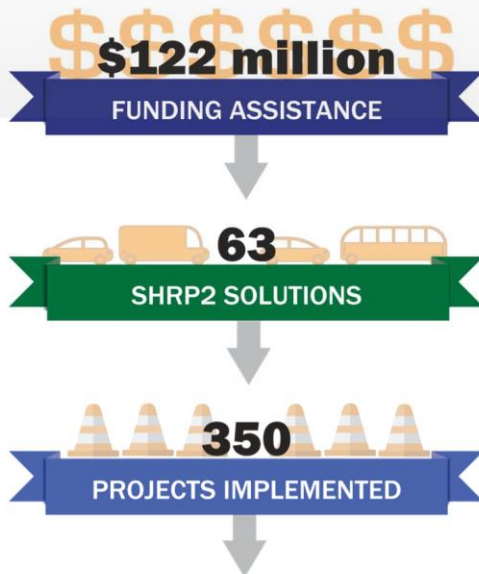 $$$$$$$
$122 million
FUNDING ASSISTANCE
63
SHRP2 SOLUTIONS
350
PROJECTS IMPLEMENTED